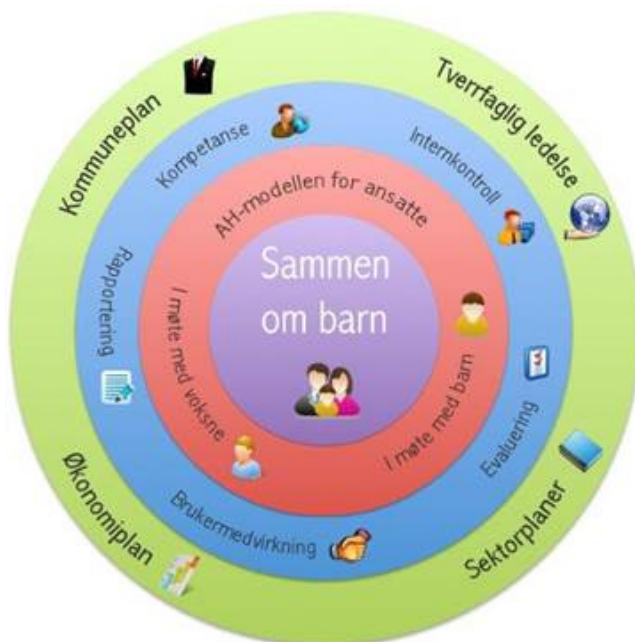 Kommuneplan
Tverrfaglig ledelse
Sektorplaner
Økonomiplan
Kompetanse
Internkontroll
Evaluering
Brukermedvirkning
Rapportering
AH-modellen for ansatte
I møte med barn
I møte med voksne
Sammen
om barn